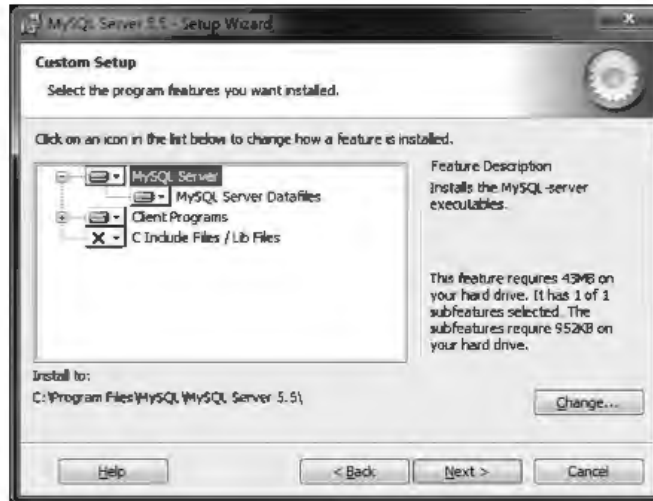 MySQL Server 5.5 - Setup Wizard
Custom Setup
Select the program features you want installed.
Click on an icon in the list below to change how a feature is installed.
MySQL Server
MySQL Server Datafiles
Client Programs
C Include Files / Lib Files
Feature Description
Installs the MySQL-server
executables.
This feature requires 43MB on
your hard drive. It has 1 of 1
subfeatures selected. The
subfeatures require 952KB on
your hard drive.
Install to:
C:\Program Files\MySQL\MySQL Server 5.5\
Change...
Help
< Back
Next >
Cancel